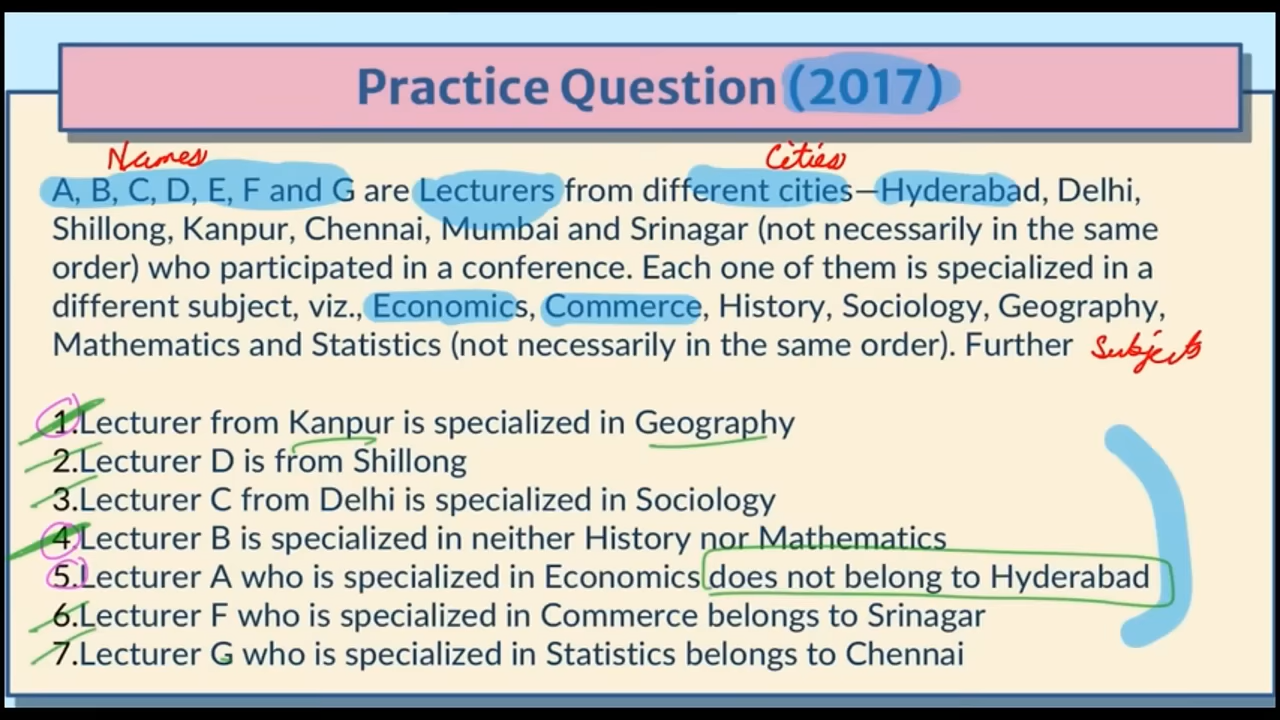 Practice Question (2017)
Names
Cities
A, B, C, D, E, F and G are Lecturers from different cities—Hyderabad, Delhi,
Shillong, Kanpur, Chennai, Mumbai and Srinagar (not necessarily in the same
order) who participated in a conference. Each one of them is specialized in a
different subject, viz., Economics, Commerce, History, Sociology, Geography,
Mathematics and Statistics (not necessarily in the same order). Further
Subjects
1.Lecturer from Kanpur is specialized in Geography
2.Lecturer D is from Shillong
3.Lecturer C from Delhi is specialized in Sociology
4.Lecturer B is specialized in neither History nor Mathematics
5.Lecturer A who is specialized in Economics does not belong to Hyderabad
6.Lecturer F who is specialized in Commerce belongs to Srinagar
7.Lecturer G who is specialized in Statistics belongs to Chennai